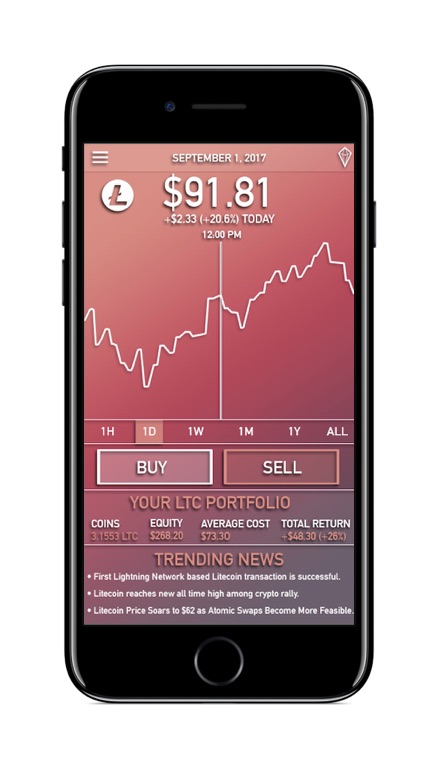 SEPTEMBER 1, 2017
$91.81
+$2.33 (+20.6%) TODAY
12:00 PM
1H 1D 1W 1M 1Y ALL
BUY SELL
YOUR LTC PORTFOLIO
COINS EQUITY AVERAGE COST TOTAL RETURN
3.1553 LTC $268.20 $73.30 +$48.30 (+26%)
TRENDING NEWS
• First Lightning Network based Litecoin transaction is successful.
• Litecoin reaches new all time high among crypto rally.
• Litecoin Price Soars to $62 as Atomic Swaps Become More Feasible.